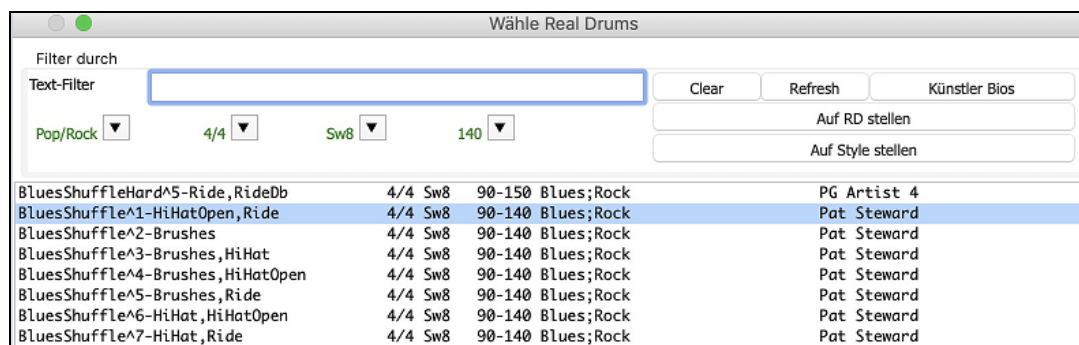 Wähle Real Drums
Filter durch
Text-Filter
Clear Refresh Künstler Bios
Auf RD stellen
Pop/Rock 4/4 Sw8 140
Auf Style stellen
BluesShuffleHard^5-Ride,RideDb 4/4 Sw8 90-150 Blues;Rock PG Artist 4
BluesShuffle^1-HiHatOpen,Ride 4/4 Sw8 90-140 Blues;Rock Pat Steward
BluesShuffle^2-Brushes 4/4 Sw8 90-140 Blues;Rock Pat Steward
BluesShuffle^3-Brushes,HiHat 4/4 Sw8 90-140 Blues;Rock Pat Steward
BluesShuffle^4-Brushes,HiHatOpen 4/4 Sw8 90-140 Blues;Rock Pat Steward
BluesShuffle^5-Brushes,Ride 4/4 Sw8 90-140 Blues;Rock Pat Steward
BluesShuffle^6-HiHat,HiHatOpen 4/4 Sw8 90-140 Blues;Rock Pat Steward
BluesShuffle^7-HiHat,Ride 4/4 Sw8 90-140 Blues;Rock Pat Steward